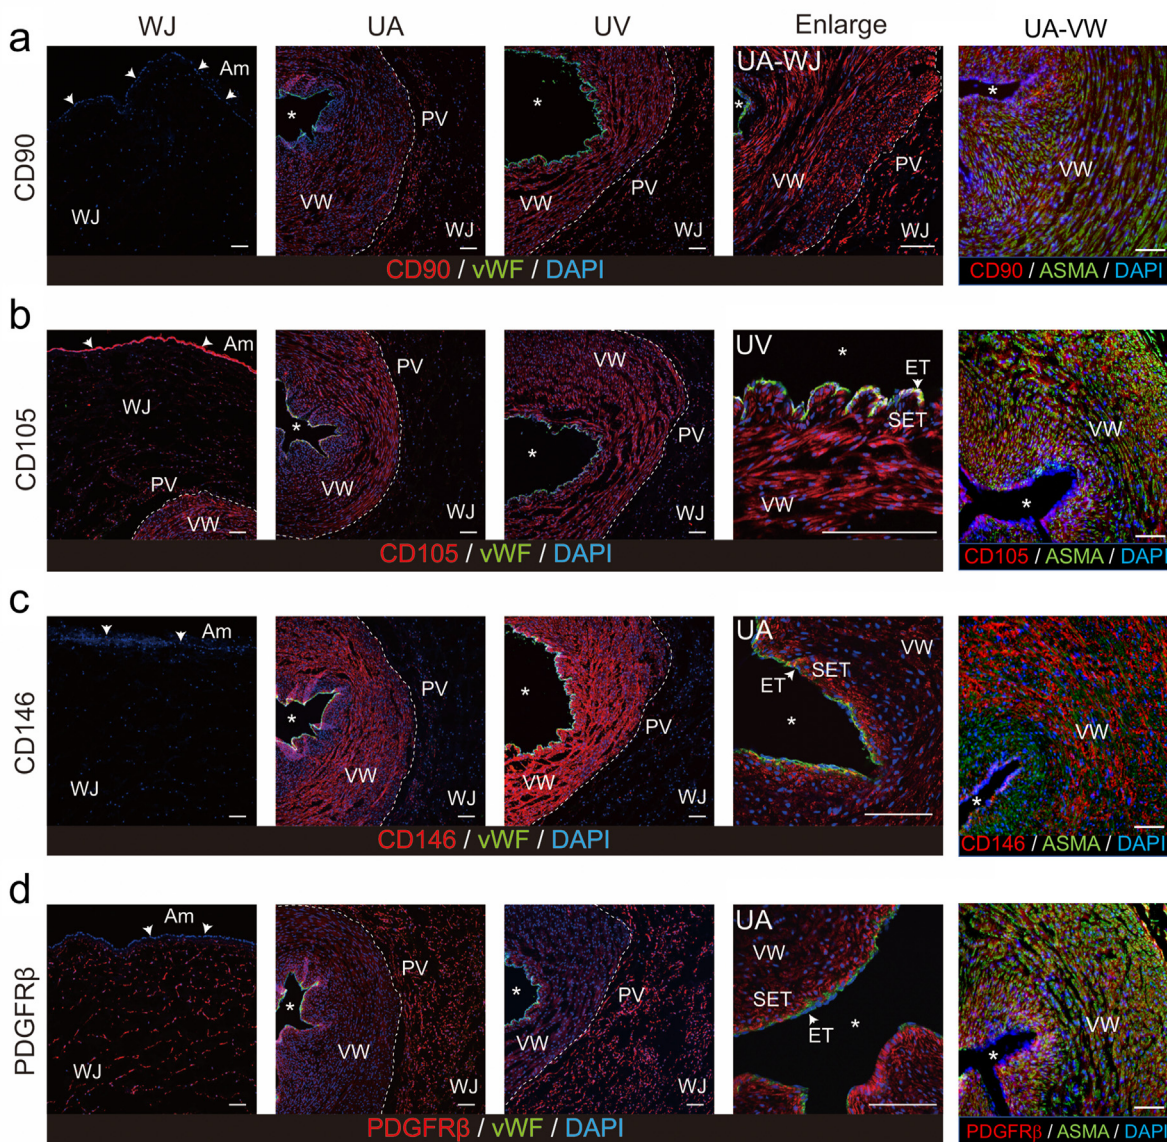 WJ UA UV Enlarge UA-VW
a
CD90
Am
WJ
*
VW
PV
WJ
*
VW
PV
WJ
UA-WJ
*
VW
PV
WJ
*
VW
CD90 / vWF / DAPI
CD90 / ASMA / DAPI
b
CD105
Am
WJ
PV
VW
*
VW
PV
WJ
VW
*
PV
WJ
UV
*
ET
SET
VW
VW
*
CD105 / vWF / DAPI
CD105 / ASMA / DAPI
c
CD146
Am
WJ
*
VW
PV
WJ
*
VW
PV
WJ
UA
VW
SET
ET
*
VW
*
CD146 / vWF / DAPI
CD146 / ASMA / DAPI
d
PDGFRβ
Am
WJ
*
VW
PV
WJ
*
VW
PV
WJ
UA
VW
SET
ET
*
VW
*
PDGFRβ / vWF / DAPI
PDGFRβ / ASMA / DAPI